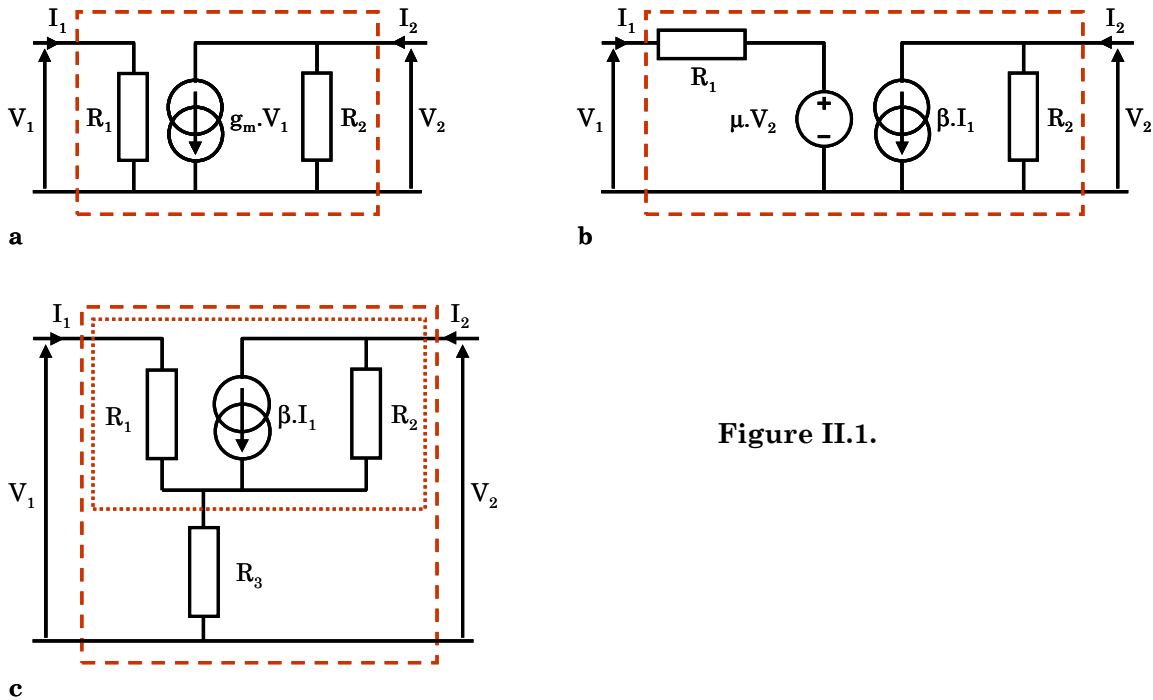 I₁ I₂
V₁ R₁ gₘ.V₁ R₂ V₂
a
I₁ I₂
R₁
V₁ μ.V₂ + − β.I₁ R₂ V₂
b
I₁ I₂
R₁ β.I₁ R₂
V₁ V₂
R₃
c
Figure II.1.